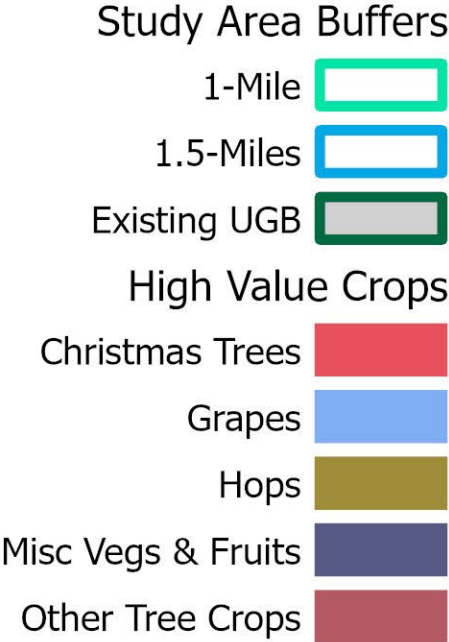 Study Area Buffers
1-Mile
1.5-Miles
Existing UGB
High Value Crops
Christmas Trees
Grapes
Hops
Misc Vegs & Fruits
Other Tree Crops